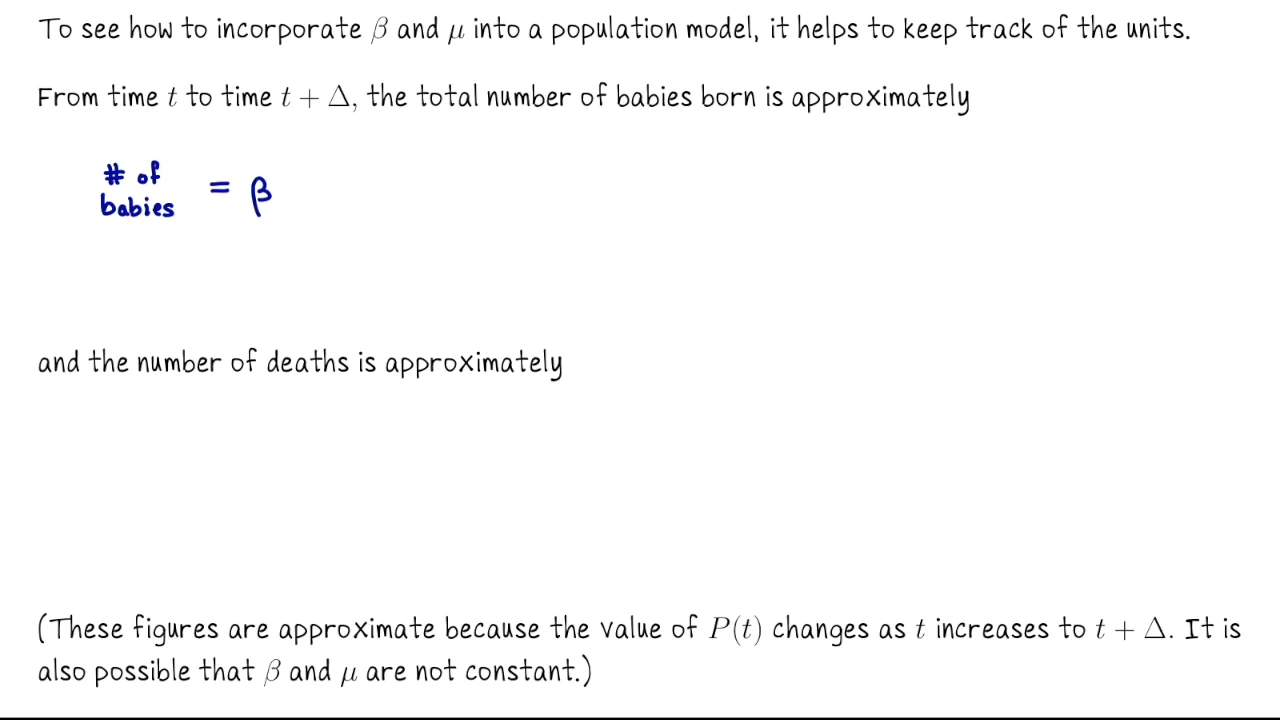 To see how to incorporate β and μ into a population model, it helps to keep track of the units.
From time t to time t + Δ, the total number of babies born is approximately
# of
babies = β
and the number of deaths is approximately
(These figures are approximate because the value of P(t) changes as t increases to t + Δ. It is
also possible that β and μ are not constant.)